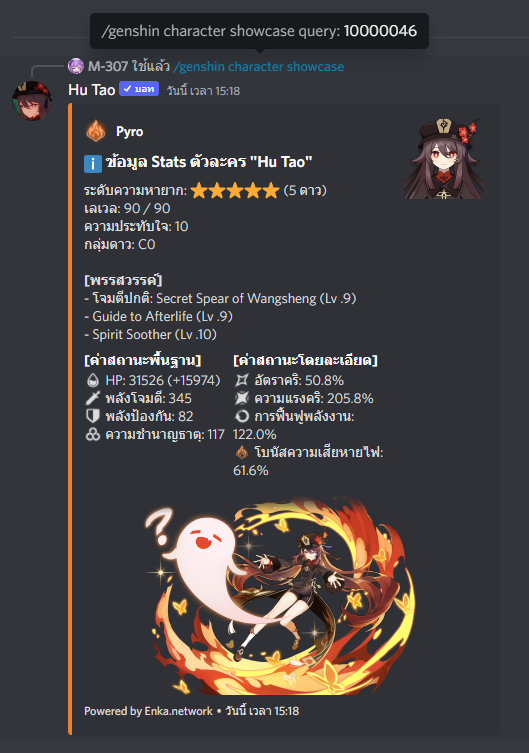 /genshin character showcase query: 10000046
M-307 ใช้แล้ว /genshin character showcase
Hu Tao ✓ บอท วันนี้ เวลา 15:18
Pyro
ข้อมูล Stats ตัวละคร "Hu Tao"
ระดับความหายาก: ⭐⭐⭐⭐⭐ (5 ดาว)
เลเวล: 90 / 90
ความประทับใจ: 10
กลุ่มดาว: C0
[พรสวรรค์]
- โจมตีปกติ: Secret Spear of Wangsheng (Lv .9)
- Guide to Afterlife (Lv .9)
- Spirit Soother (Lv .10)
[ค่าสถานะพื้นฐาน]
HP: 31526 (+15974)
พลังโจมตี: 345
พลังป้องกัน: 82
ความชำนาญธาตุ: 117
[ค่าสถานะโดยละเอียด]
อัตราคริ: 50.8%
ความแรงคริ: 205.8%
การฟื้นฟูพลังงาน:
122.0%
โบนัสความเสียหายไฟ:
61.6%
Powered by Enka.network • วันนี้ เวลา 15:18